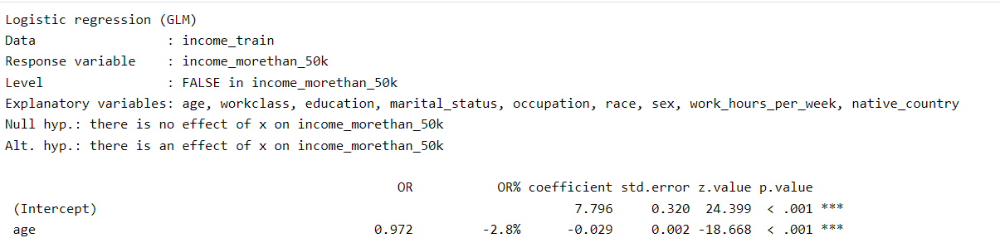 Logistic regression (GLM)
Data                 : income_train
Response variable    : income_morethan_50k
Level                : FALSE in income_morethan_50k
Explanatory variables: age, workclass, education, marital_status, occupation, race, sex, work_hours_per_week, native_country
Null hyp.: there is no effect of x on income_morethan_50k
Alt. hyp.: there is an effect of x on income_morethan_50k
OR OR% coefficient std.error z.value p.value
(Intercept) 7.796 0.320 24.399 < .001 ***
age 0.972 -2.8% -0.029 0.002 -18.668 < .001 ***